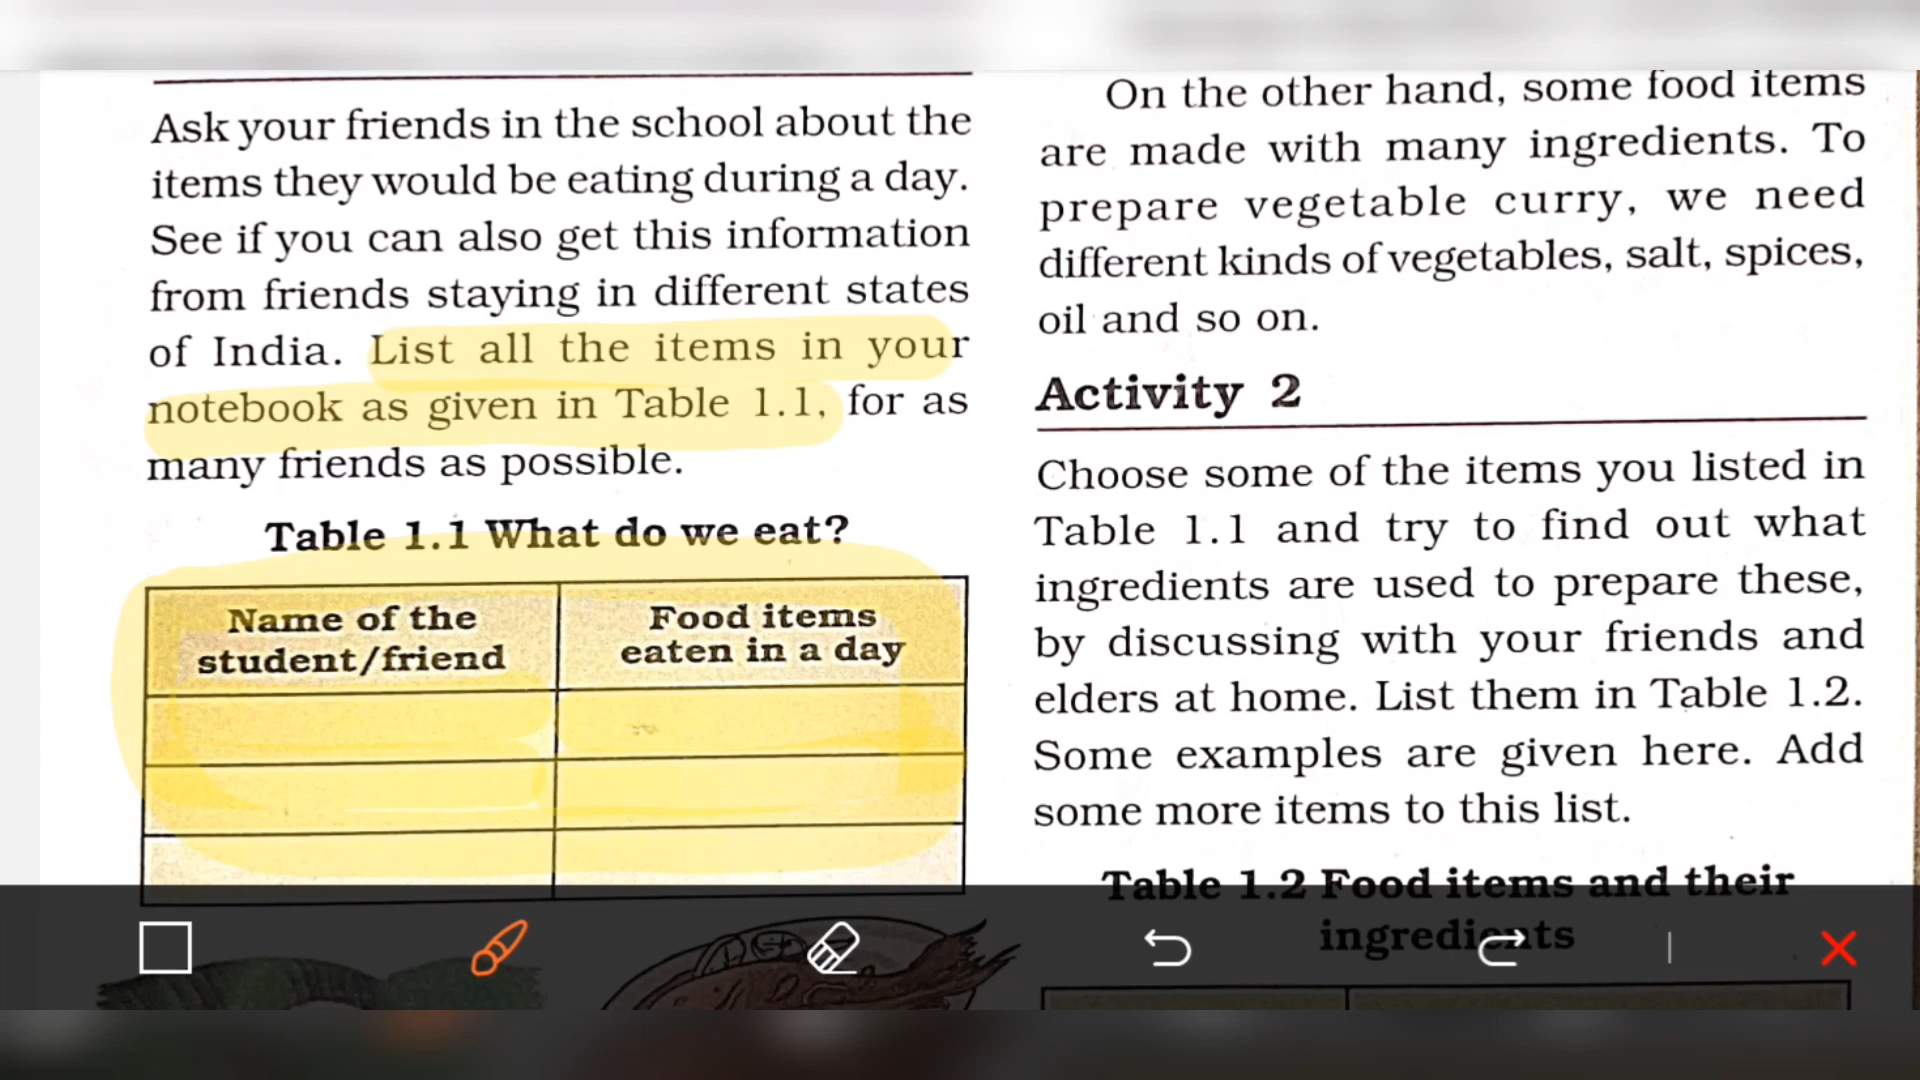 Ask your friends in the school about the
items they would be eating during a day.
See if you can also get this information
from friends staying in different states
of India. List all the items in your
notebook as given in Table 1.1, for as
many friends as possible.
Table 1.1 What do we eat?
Name of the
student/friend
Food items
eaten in a day
On the other hand, some food items
are made with many ingredients. To
prepare vegetable curry, we need
different kinds of vegetables, salt, spices,
oil and so on.
Activity 2
Choose some of the items you listed in
Table 1.1 and try to find out what
ingredients are used to prepare these,
by discussing with your friends and
elders at home. List them in Table 1.2.
Some examples are given here. Add
some more items to this list.
Table 1.2 Food items and their
ingredients